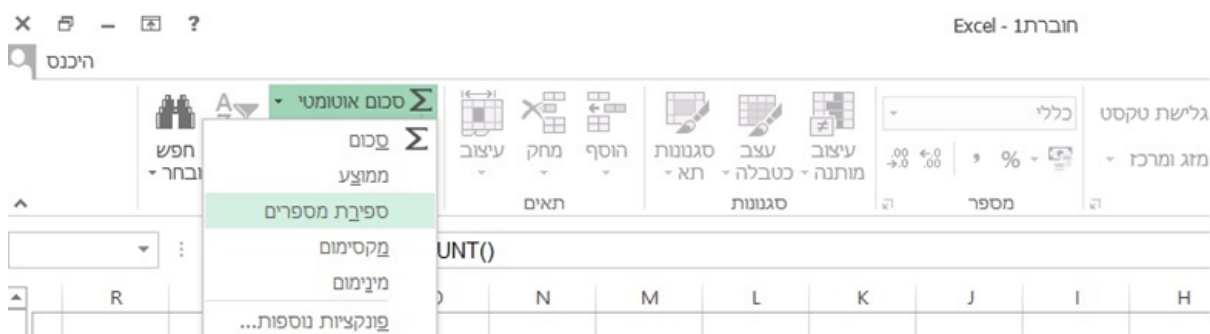 חוברת1 - Excel
?
היכנס
גלישת טקסט
כללי
סכום אוטומטי
מזג ומרכז
%
,
עיצוב מותנה
עצב כטבלה
סגנונות תא
הוסף
מחק
עיצוב
חפש ובחר
מספר
סגנונות
תאים
סכום
ממוצע
ספירת מספרים
מקסימום
מינימום
פונקציות נוספות...
UNT()
H
I
J
K
L
M
N
R